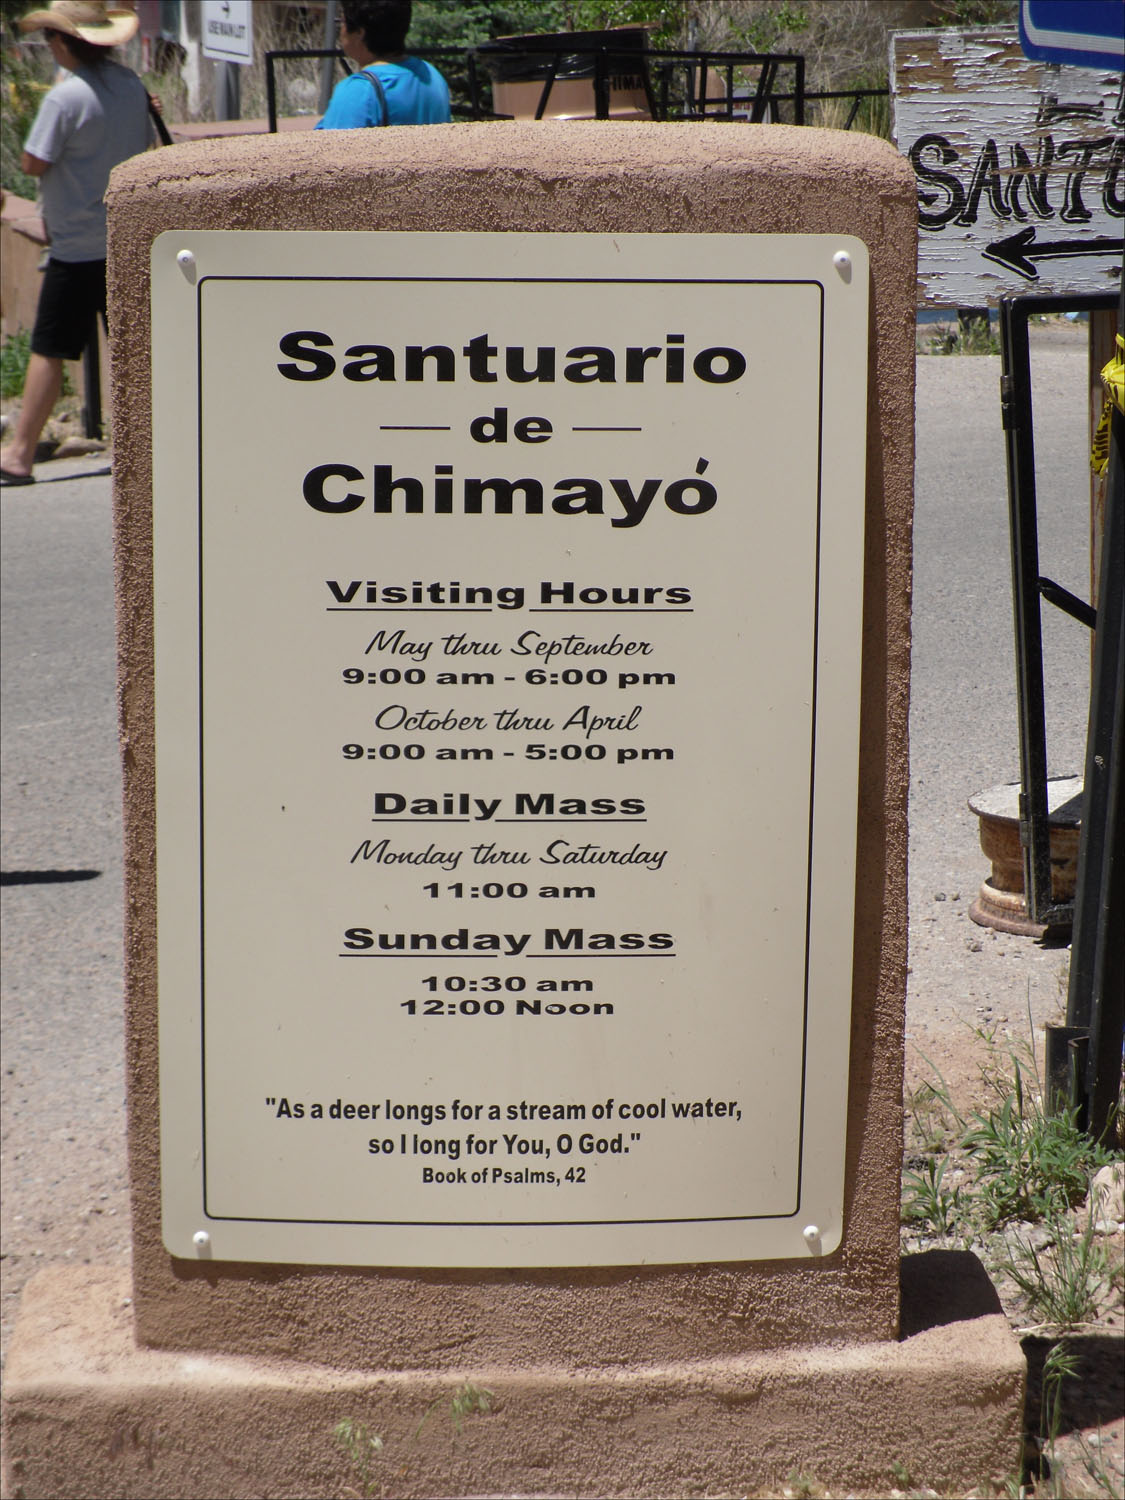 USE MAIN LOT
SANTU
Santuario
de
Chimayó
Visiting Hours
May thru September
9:00 am - 6:00 pm
October thru April
9:00 am - 5:00 pm
Daily Mass
Monday thru Saturday
11:00 am
Sunday Mass
10:30 am
12:00 Noon
"As a deer longs for a stream of cool water,
so I long for You, O God."
Book of Psalms, 42